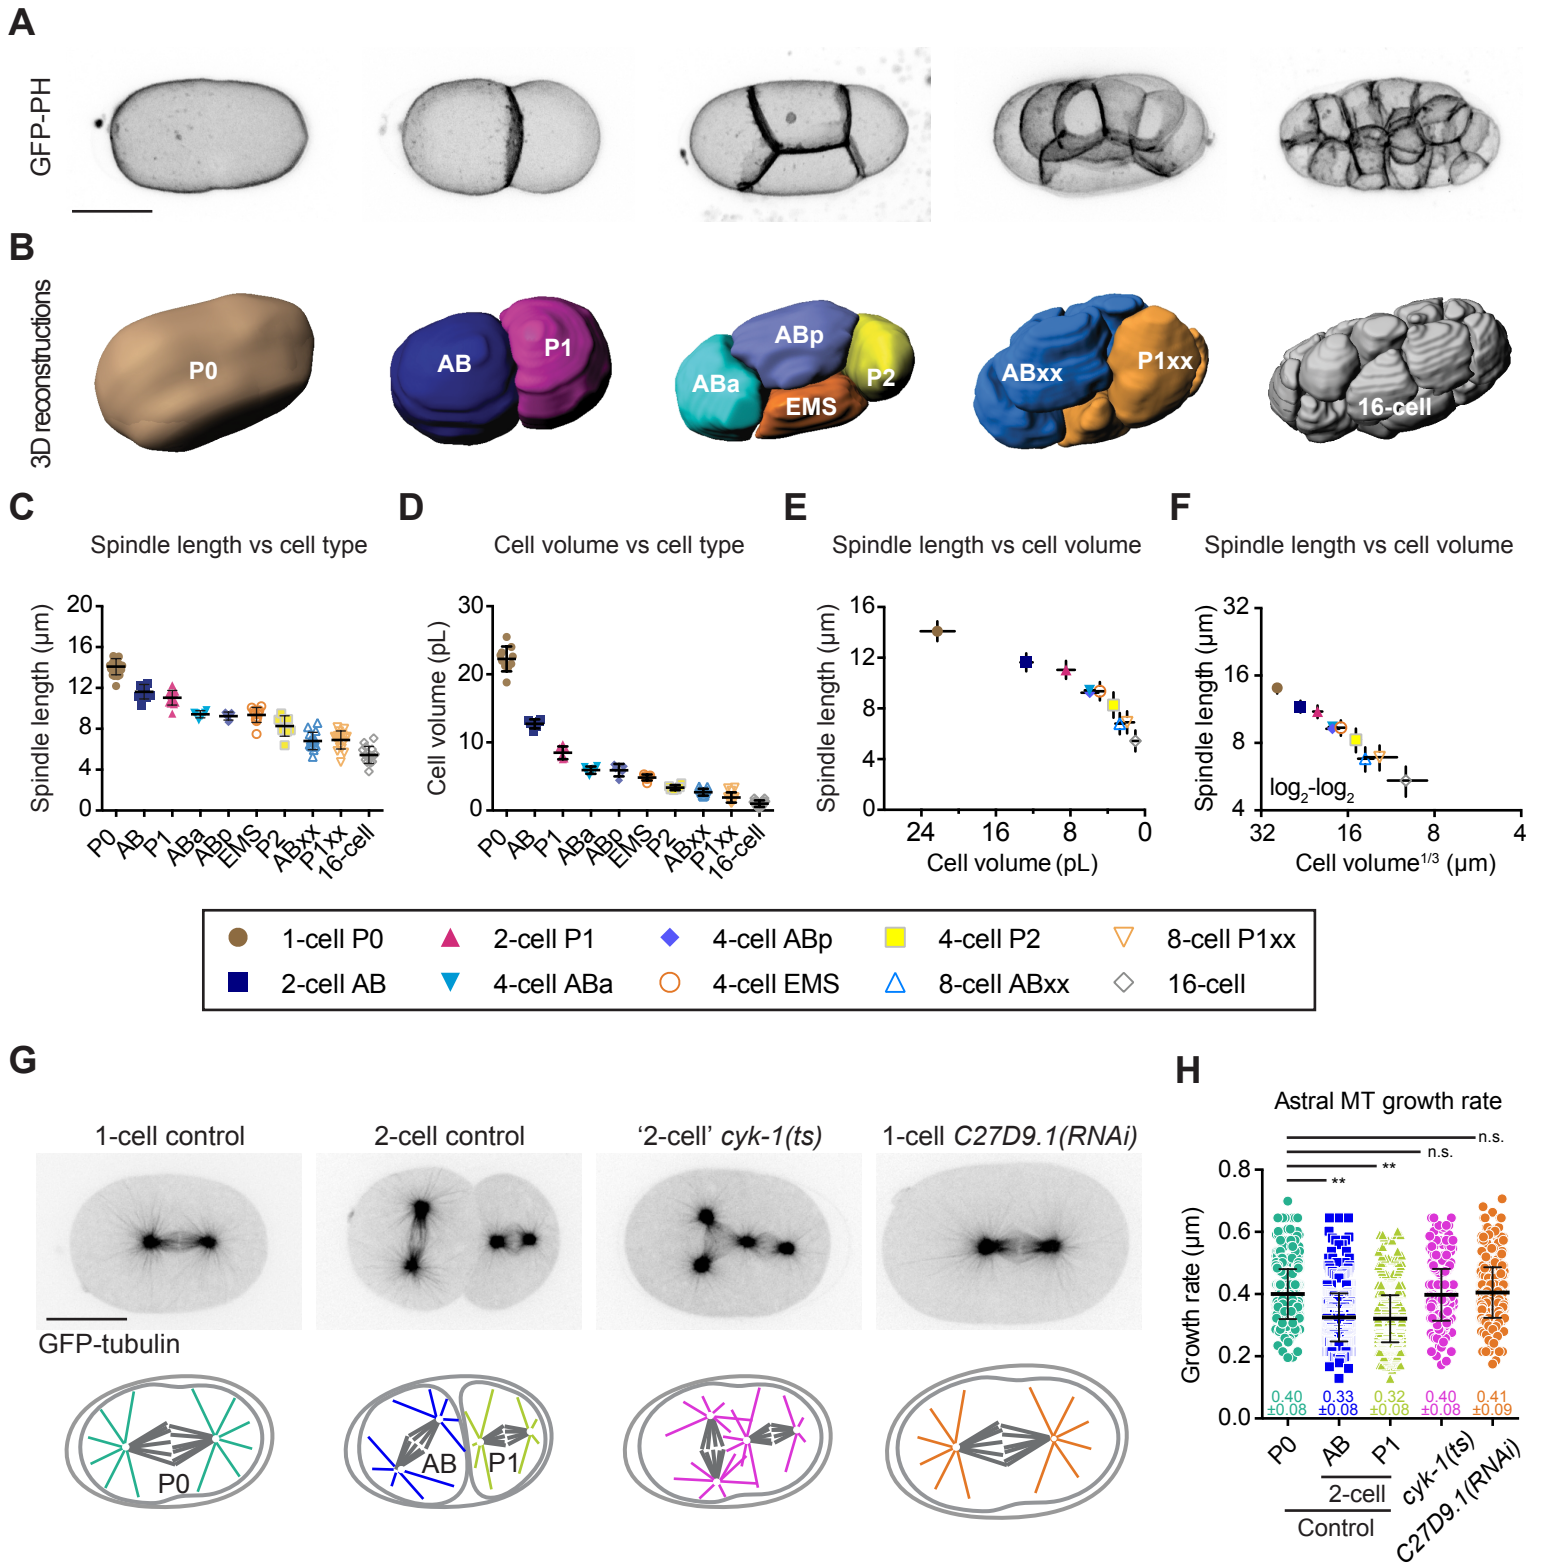 A
GFP-PH
B
3D reconstructions
P0
AB
P1
ABa
ABp
EMS
P2
ABxx
P1xx
16-cell
C
Spindle length vs cell type
Spindle length (µm)
20
16
12
8
4
0
P0
AB
P1
ABa
ABp
EMS
P2
ABxx
P1xx
16-cell
D
Cell volume vs cell type
Cell volume (pL)
30
20
10
0
P0
AB
P1
ABa
ABp
EMS
P2
ABxx
P1xx
16-cell
E
Spindle length vs cell volume
Spindle length (µm)
16
12
8
4
0
24 16 8 0
Cell volume (pL)
F
Spindle length vs cell volume
Spindle length (µm)
32
16
8
4
log2-log2
32 16 8 4
Cell volume1/3 (µm)
1-cell P0
2-cell P1
4-cell ABp
4-cell P2
8-cell P1xx
2-cell AB
4-cell ABa
4-cell EMS
8-cell ABxx
16-cell
G
1-cell control
2-cell control
‘2-cell’ cyk-1(ts)
1-cell C27D9.1(RNAi)
GFP-tubulin
P0
AB
P1
H
Astral MT growth rate
n.s.
n.s.
**
**
Growth rate (µm)
0.8
0.6
0.4
0.2
0.0
0.40 0.33 0.32 0.40 0.41
±0.08 ±0.08 ±0.08 ±0.08 ±0.09
P0
AB
P1
cyk-1(ts)
C27D9.1(RNAi)
2-cell
Control